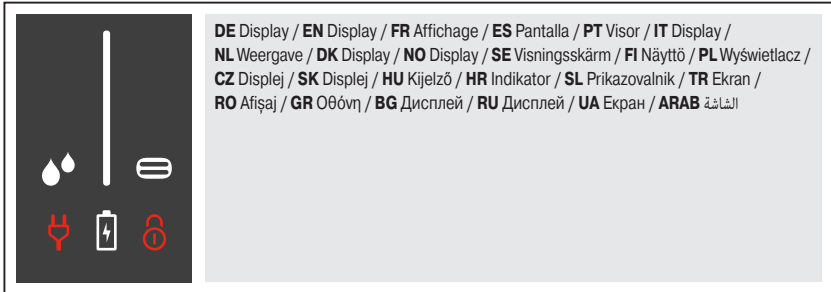 DE Display / EN Display / FR Affichage / ES Pantalla / PT Visor / IT Display /
NL Weergave / DK Display / NO Display / SE Visningsskärm / FI Näyttö / PL Wyświetlacz /
CZ Displej / SK Displej / HU Kijelző / HR Indikator / SL Prikazovalnik / TR Ekran /
RO Afișaj / GR Οθόνη / BG Дисплей / RU Дисплей / UA Екран / ARAB الشاشة